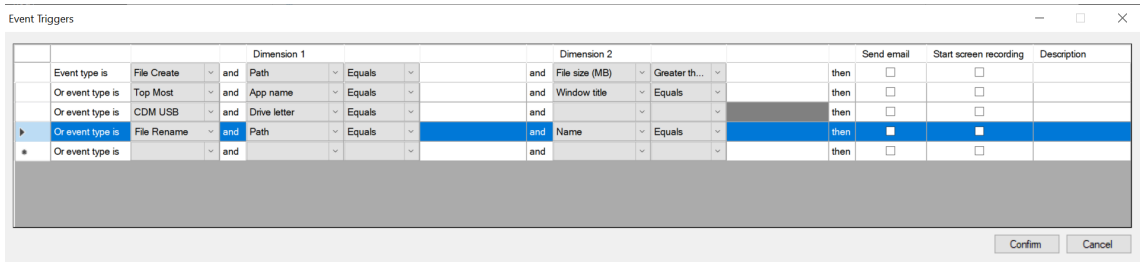 Event Triggers
Dimension 1 Dimension 2 Send email Start screen recording Description
Event type is File Create and Path Equals and File size (MB) Greater th... then
Or event type is Top Most and App name Equals and Window title Equals then
Or event type is CDM USB and Drive letter Equals and then
Or event type is File Rename and Path Equals and Name Equals then
Or event type is and and then
Confirm Cancel